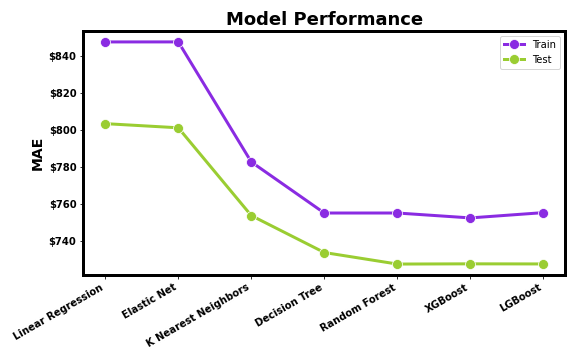 Model Performance
Train
Test
MAE
$840
$820
$800
$780
$760
$740
Linear Regression
Elastic Net
K Nearest Neighbors
Decision Tree
Random Forest
XGBoost
LGBoost